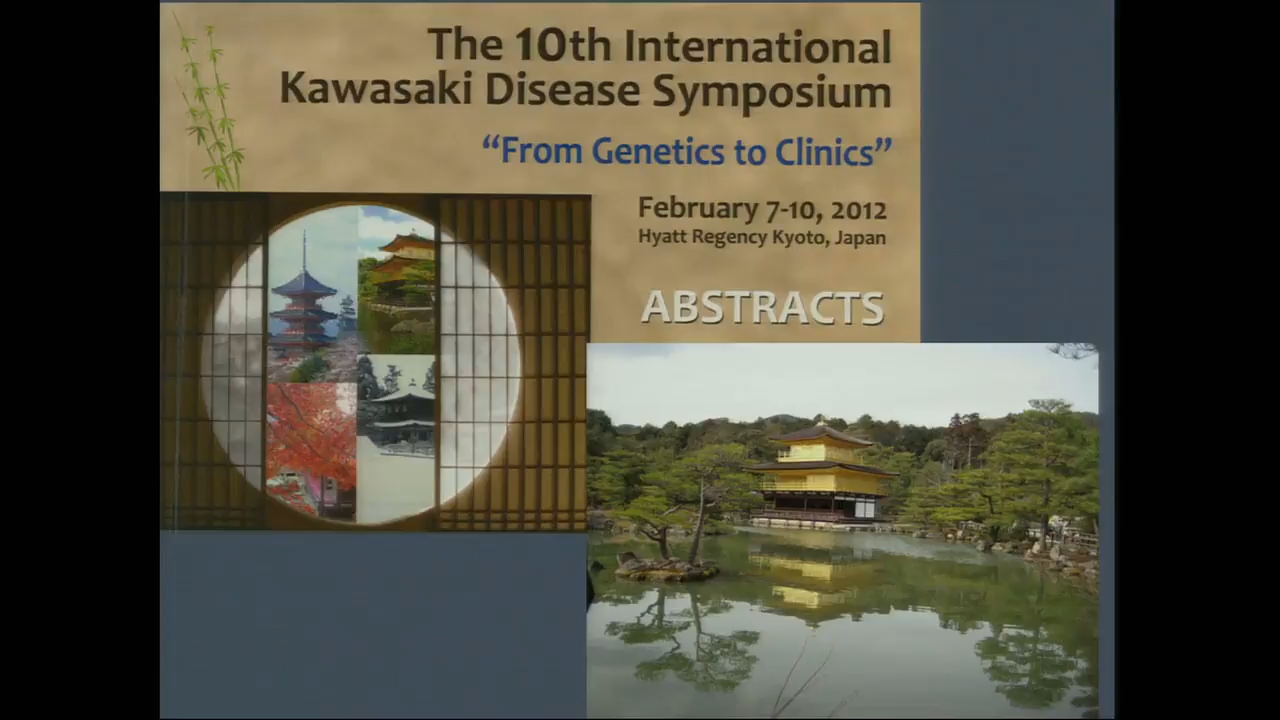 The 10th International
Kawasaki Disease Symposium
“From Genetics to Clinics”
February 7-10, 2012
Hyatt Regency Kyoto, Japan
ABSTRACTS